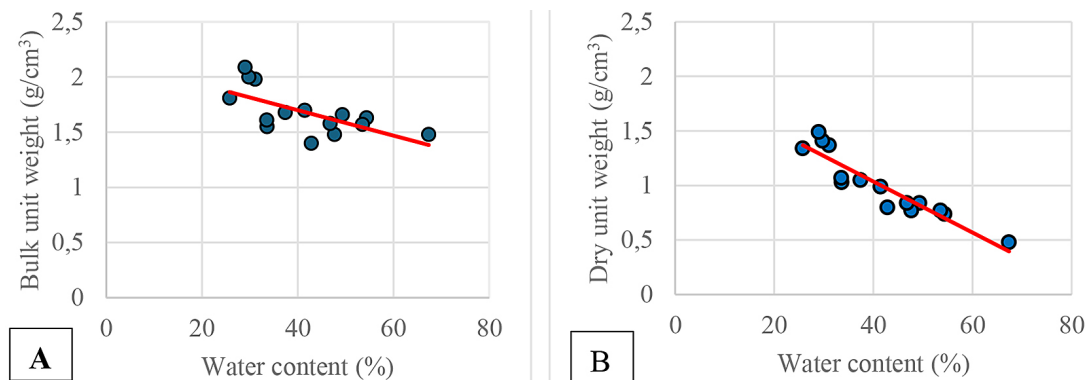 2,5
2
1,5
1
0,5
0
0 20 40 60 80
Bulk unit weight (g/cm³)
Water content (%)
A
2,5
2
1,5
1
0,5
0
0 20 40 60 80
Dry unit weight (g/cm³)
Water content (%)
B